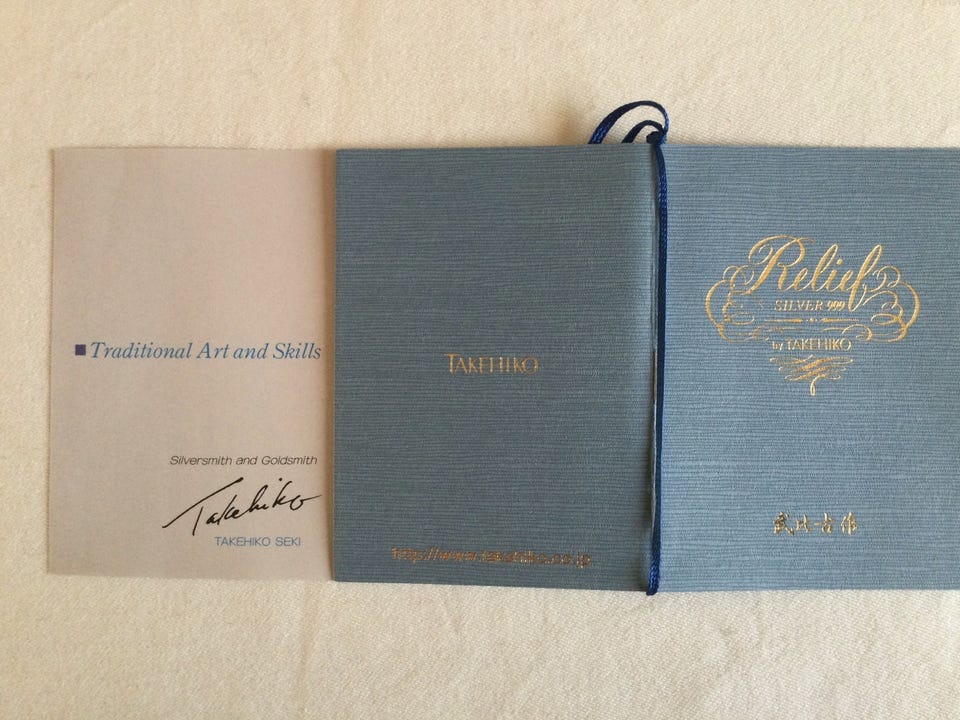 ■ Traditional Art and Skills
Silversmith and Goldsmith
Takehiko
TAKEHIKO SEKI
TAKEHIKO
http://www.takehiko.co.jp
Relief
SILVER 999
by TAKEHIKO
武比古作